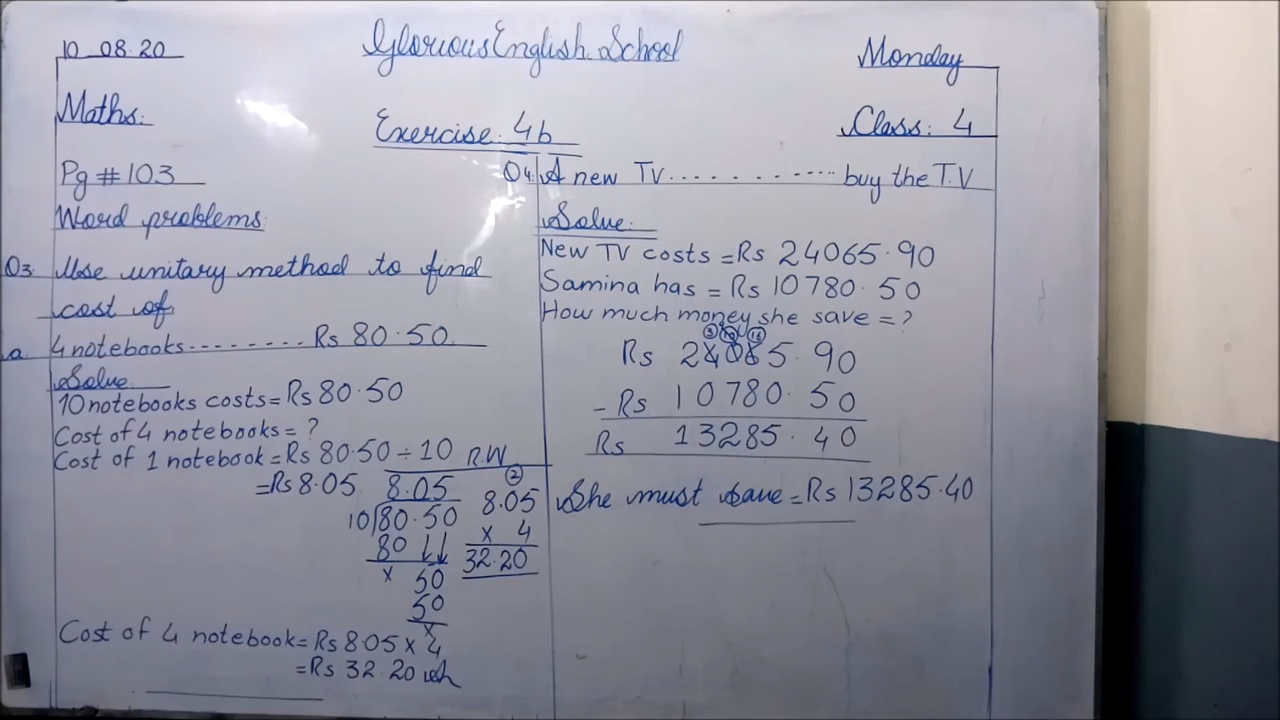 10.08.20
Glorious English School
Monday
Maths:
Exercise: 4b
Class: 4
Pg # 103
Word problems:
Q3. Use unitary method to find
cost of
a. 4 notebooks-------- Rs 80.50.
Solve
10 notebooks costs = Rs 80.50
Cost of 4 notebooks = ?
Cost of 1 notebook = Rs 80.50 ÷ 10
= Rs 8.05
R.W
8.05
10)80.50
80 ↓↓
x 50
50
x
②
8.05
x 4
32.20
Cost of 4 notebook = Rs 8.05 x 4
= Rs 32.20
Q4: A new TV............ buy the T.V
Solve:
New TV costs = Rs 24065.90
Samina has = Rs 10780.50
How much money she save = ?
Rs 24065.90
- Rs 10780.50
Rs 13285.40
She must save = Rs 13285.40